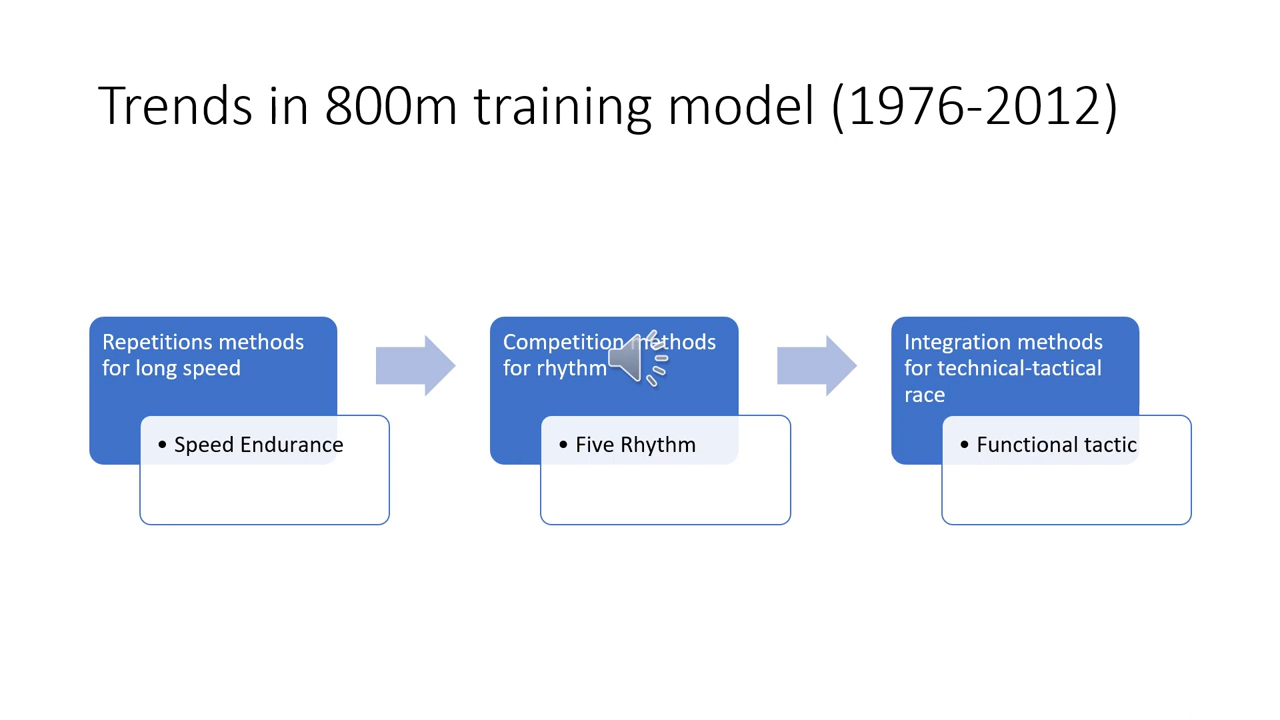 Trends in 800m training model (1976-2012)
Repetitions methods
for long speed
• Speed Endurance
Competition methods
for rhythm
• Five Rhythm
Integration methods
for technical-tactical
race
• Functional tactic